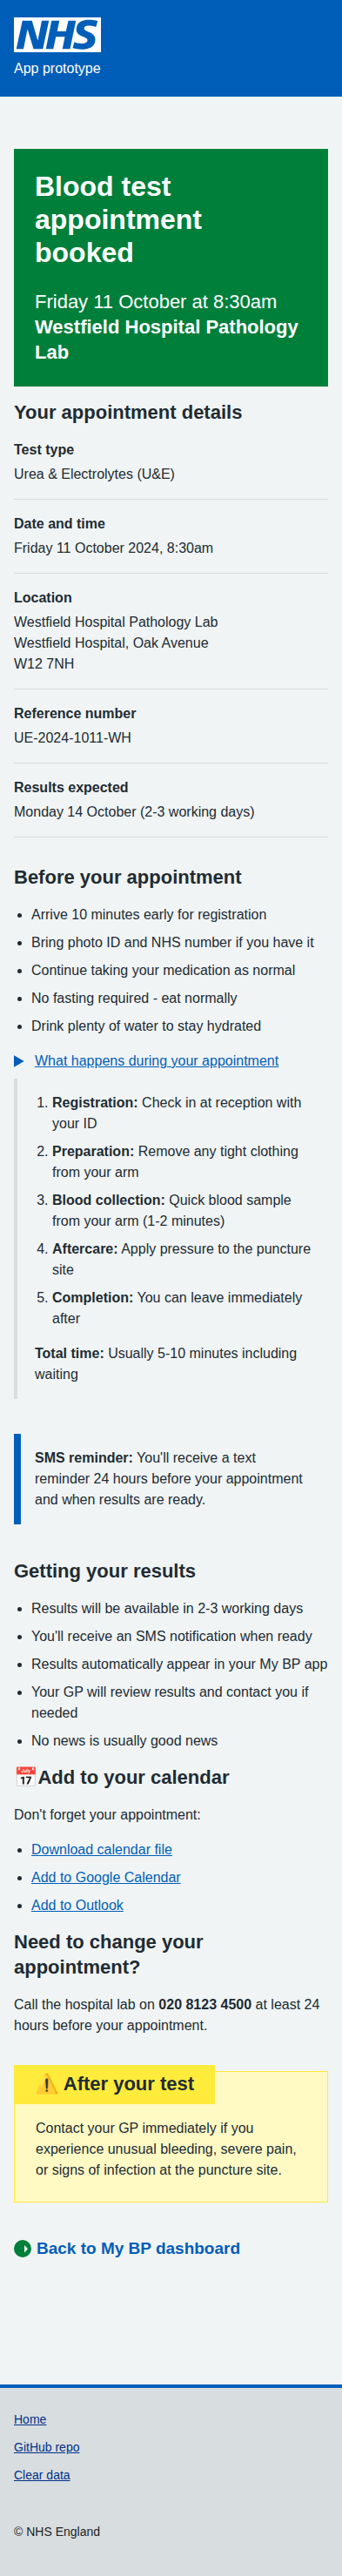 NHS
App prototype
Blood test
appointment
booked
Friday 11 October at 8:30am
Westfield Hospital Pathology
Lab
Your appointment details
Test type
Urea & Electrolytes (U&E)
Date and time
Friday 11 October 2024, 8:30am
Location
Westfield Hospital Pathology Lab
Westfield Hospital, Oak Avenue
W12 7NH
Reference number
UE-2024-1011-WH
Results expected
Monday 14 October (2-3 working days)
Before your appointment
• Arrive 10 minutes early for registration
• Bring photo ID and NHS number if you have it
• Continue taking your medication as normal
• No fasting required - eat normally
• Drink plenty of water to stay hydrated
What happens during your appointment
1. Registration: Check in at reception with
your ID
2. Preparation: Remove any tight clothing
from your arm
3. Blood collection: Quick blood sample
from your arm (1-2 minutes)
4. Aftercare: Apply pressure to the puncture
site
5. Completion: You can leave immediately
after
Total time: Usually 5-10 minutes including
waiting
SMS reminder: You'll receive a text
reminder 24 hours before your appointment
and when results are ready.
Getting your results
• Results will be available in 2-3 working days
• You'll receive an SMS notification when ready
• Results automatically appear in your My BP app
• Your GP will review results and contact you if
needed
• No news is usually good news
📅Add to your calendar
Don't forget your appointment:
• Download calendar file
• Add to Google Calendar
• Add to Outlook
Need to change your
appointment?
Call the hospital lab on 020 8123 4500 at least 24
hours before your appointment.
⚠️ After your test
Contact your GP immediately if you
experience unusual bleeding, severe pain,
or signs of infection at the puncture site.
Back to My BP dashboard
Home
GitHub repo
Clear data
© NHS England